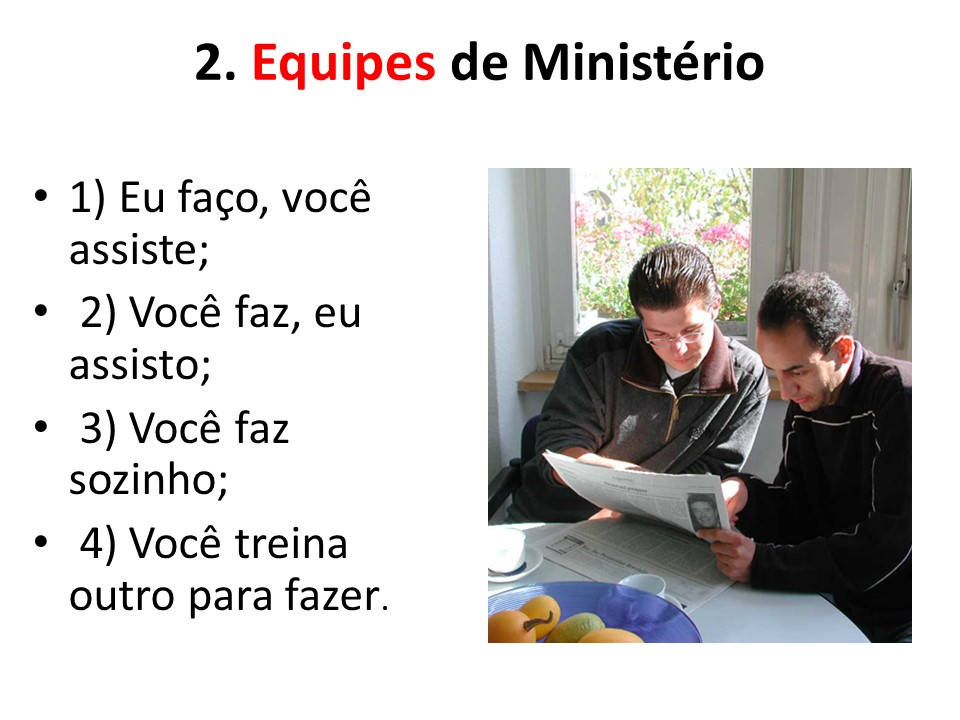 2. Equipes de Ministério
• 1) Eu faço, você
assiste;
• 2) Você faz, eu
assisto;
• 3) Você faz
sozinho;
• 4) Você treina
outro para fazer.